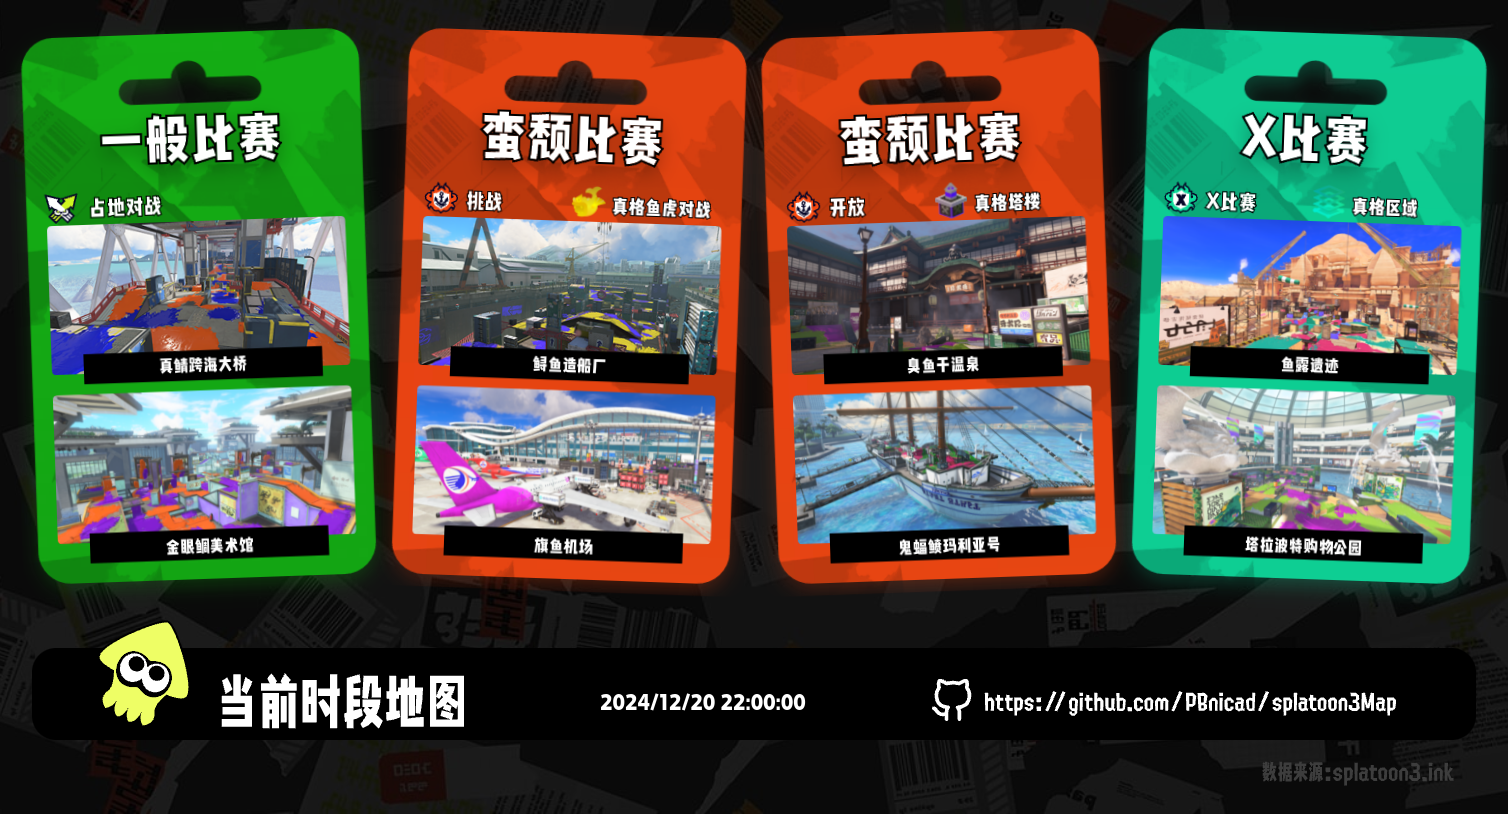 一般比赛
占地对战
真鲷跨海大桥
金眼鲷美术馆
蛮颓比赛
挑战
真格鱼虎对战
鲟鱼造船厂
旗鱼机场
蛮颓比赛
开放
真格塔楼
臭鱼干温泉
鬼蝠鲼玛利亚号
X比赛
X比赛
真格区域
鱼露遗迹
塔拉波特购物公园
当前时段地图
2024/12/20 22:00:00
https://github.com/PBnicad/splatoon3Map
数据来源:splatoon3.ink